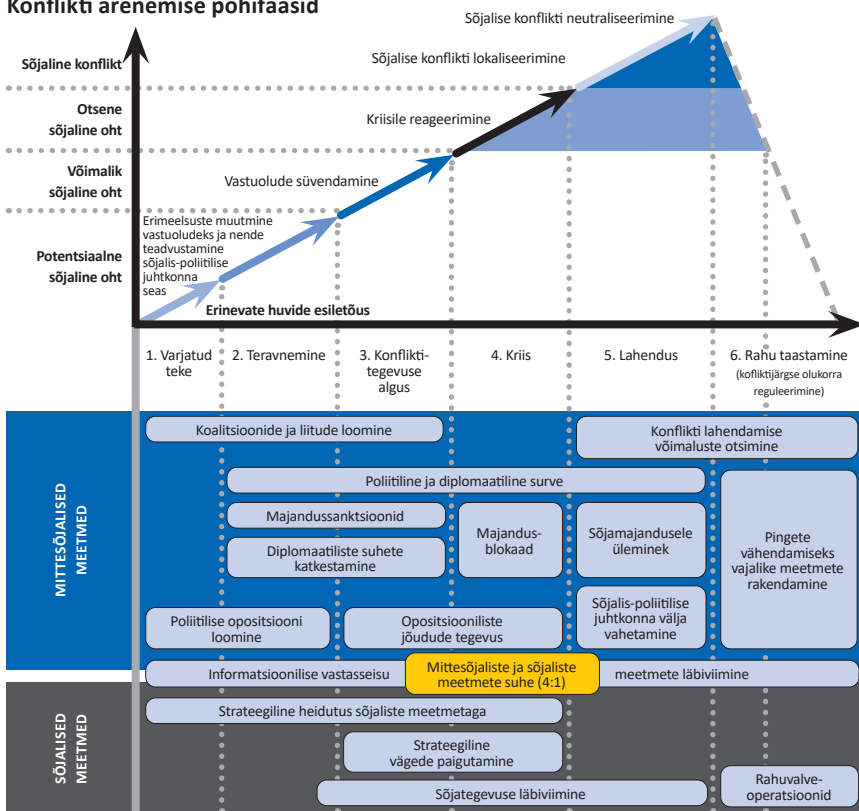 Konflikti arenemise põhifaasid
Sõjalise konflikti neutraliseerimine
Sõjaline konflikt
Sõjalise konflikti lokaliseerimine
Otsene
sõjaline oht
Kriisile reageerimine
Võimalik
sõjaline oht
Vastuolude süvendamine
Erimeelsuste muutmine
vastuoludeks ja nende
teadvustamine
sõjalis-poliitilise
juhtkonna
seas
Potentsiaalne
sõjaline oht
Erinevate huvide esiletõus
1. Varjatud
teke
2. Teravnemine
3. Konflikti-
tegevuse
algus
4. Kriis
5. Lahendus
6. Rahu taastamine
(kofliktijärgse olukorra
reguleerimine)
MITTESÕJALISED
MEETMED
Koalitsioonide ja liitude loomine
Konflikti lahendamise
võimaluste otsimine
Poliitiline ja diplomaatiline surve
Majandussanktsioonid
Diplomaatiliste suhete
katkestamine
Majandus-
blokaad
Sõjamajandusele
üleminek
Pingete
vähendamiseks
vajalike meetmete
rakendamine
Poliitilise opositsiooni
loomine
Opositsiooniliste
jõudude tegevus
Sõjalis-poliitilise
juhtkonna välja
vahetamine
Informatsioonilise vastasseisu
Mittesõjaliste ja sõjaliste
meetmete suhe (4:1)
meetmete läbiviimine
SÕJALISED
MEETMED
Strateegiline heidutus sõjaliste meetmetaga
Strateegiline
vägede paigutamine
Sõjategevuse läbiviimine
Rahuvalve-
operatsioonid